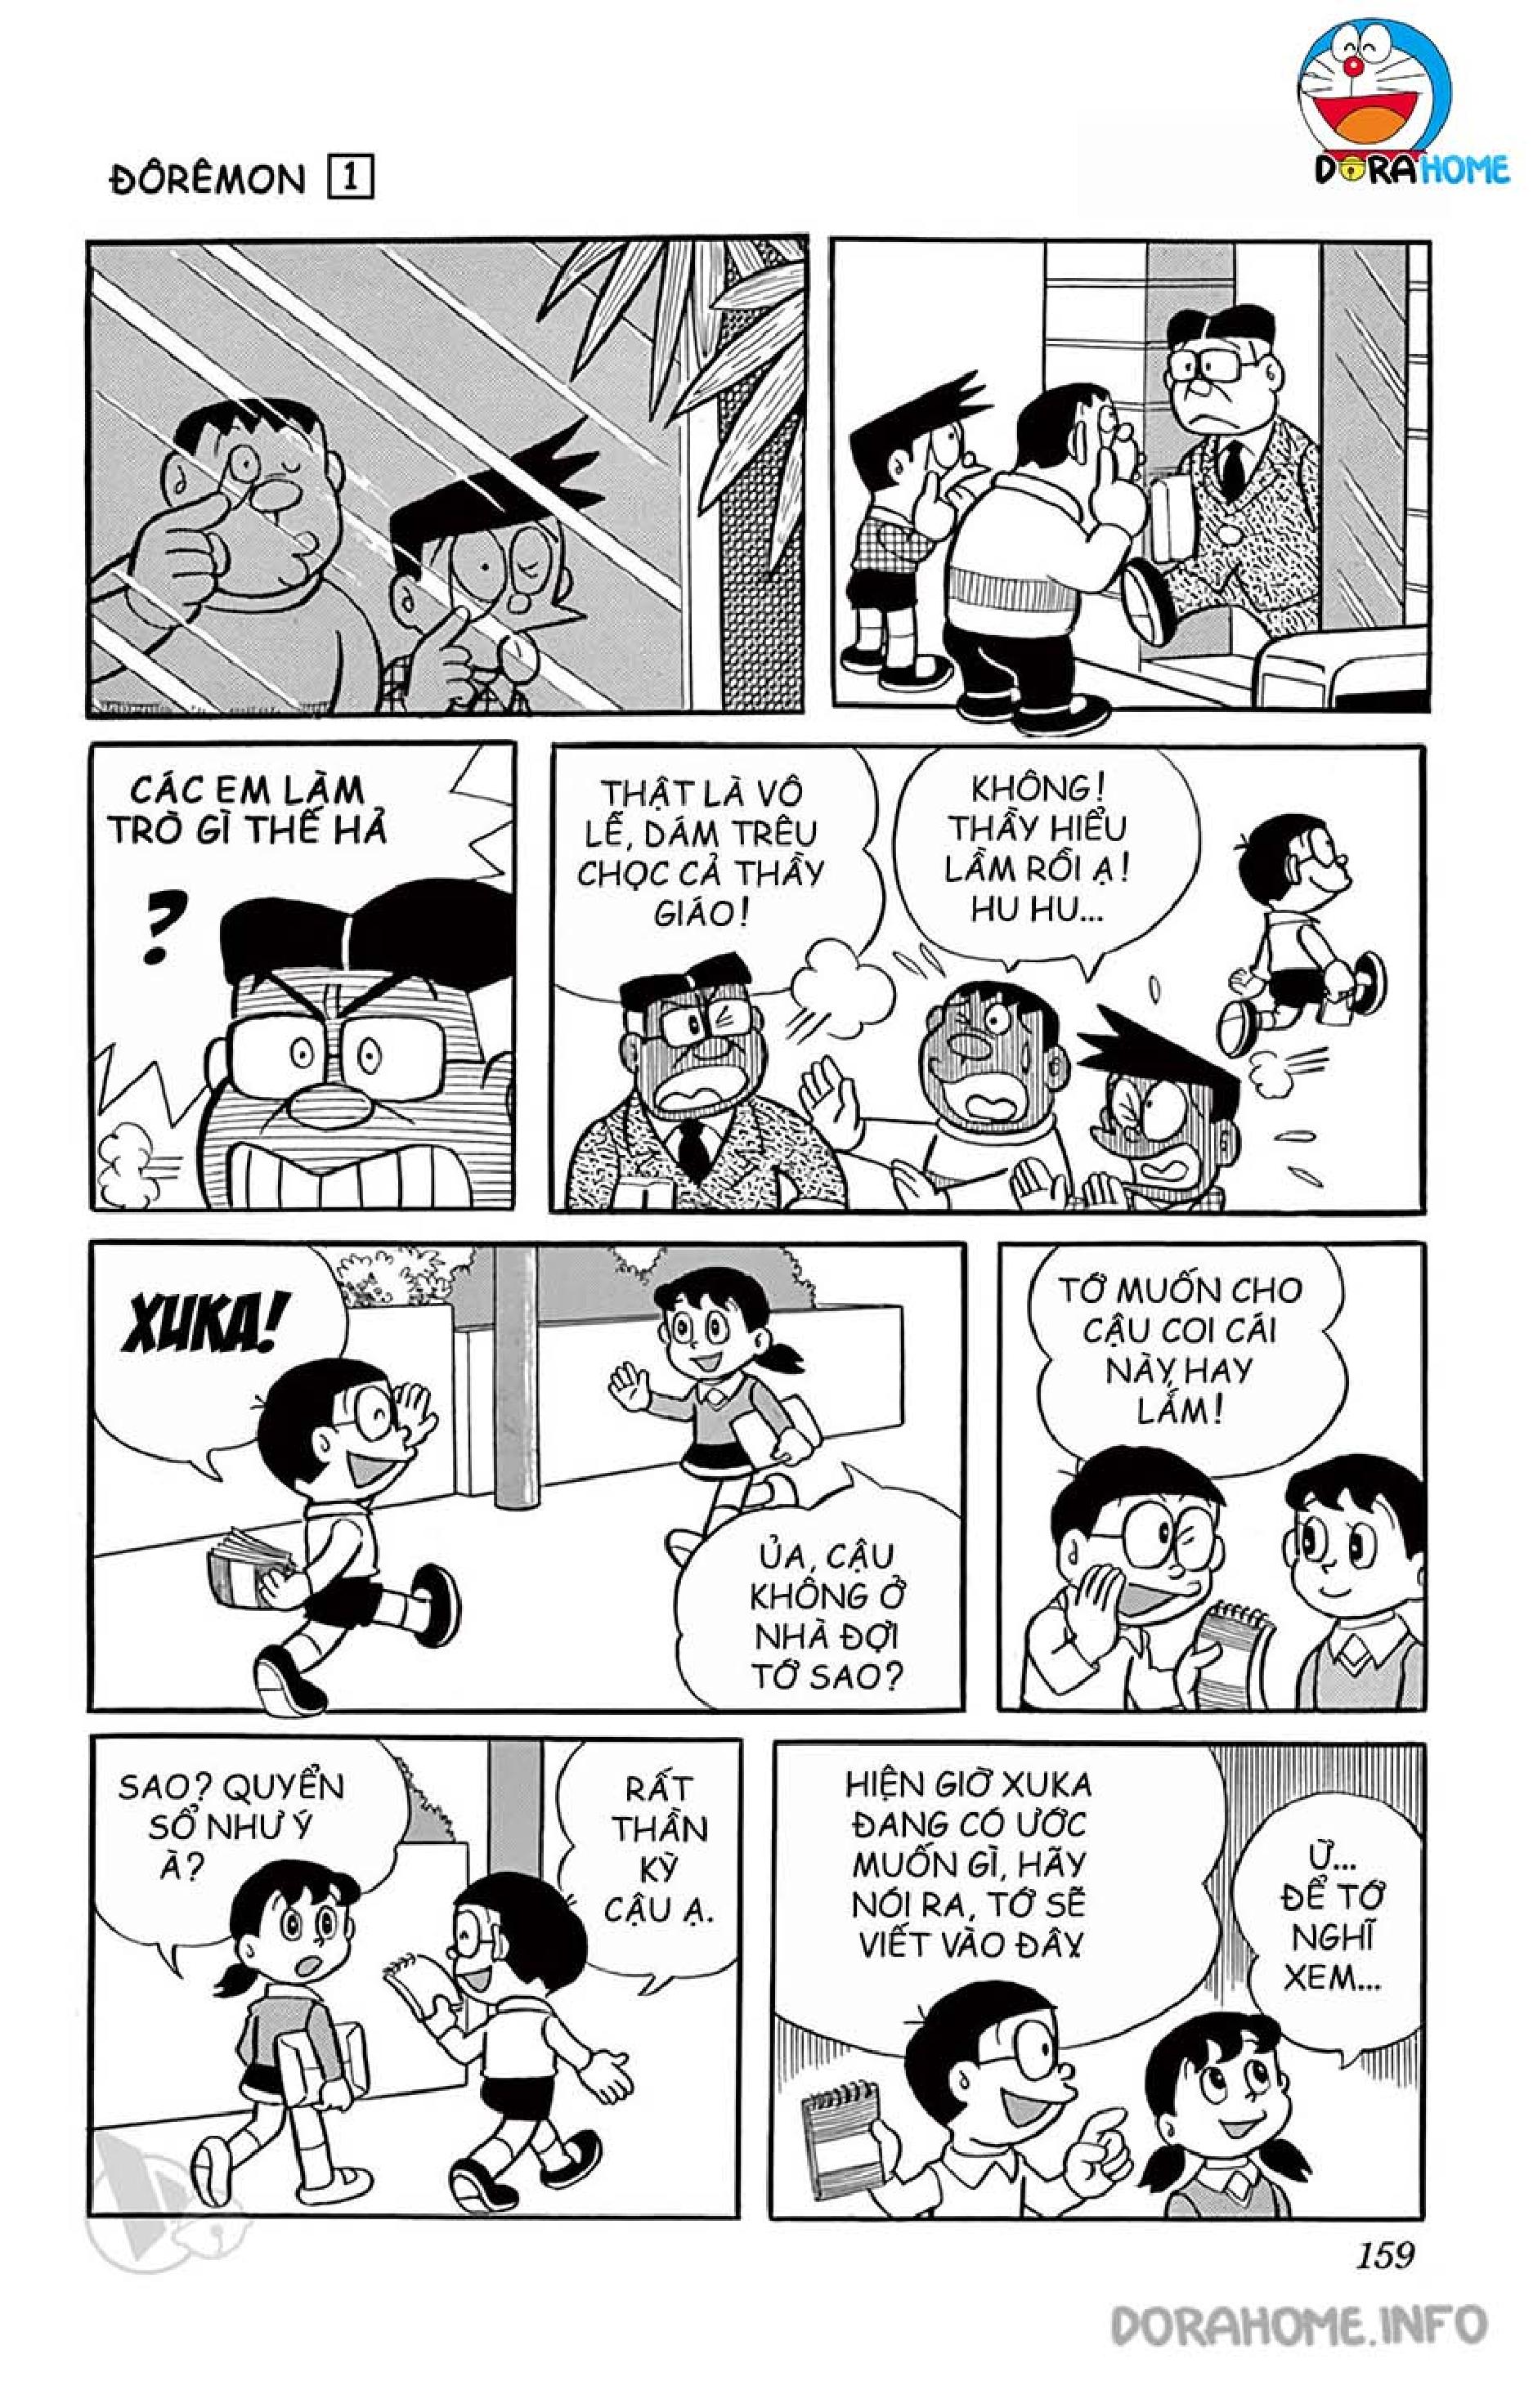 DORAHOME
ĐÔRÊMON 1
CÁC EM LÀM
TRÒ GÌ THẾ HẢ
?
THẬT LÀ VÔ
LỄ, DÁM TRÊU
CHỌC CẢ THẦY
GIÁO!
KHÔNG!
THẦY HIỂU
LẦM RỒI Ạ!
HU HU...
XUKA!
ỦA, CẬU
KHÔNG Ở
NHÀ ĐỢI
TỚ SAO?
TỚ MUỐN CHO
CẬU COI CÁI
NÀY, HAY
LẮM!
SAO? QUYỂN
SỔ NHƯ Ý
À?
RẤT
THẦN
KỲ
CẬU Ạ.
HIỆN GIỜ XUKA
ĐANG CÓ ƯỚC
MUỐN GÌ, HÃY
NÓI RA, TỚ SẼ
VIẾT VÀO ĐÂY.
Ừ...
ĐỂ TỚ
NGHĨ
XEM...
159
DORAHOME.INFO